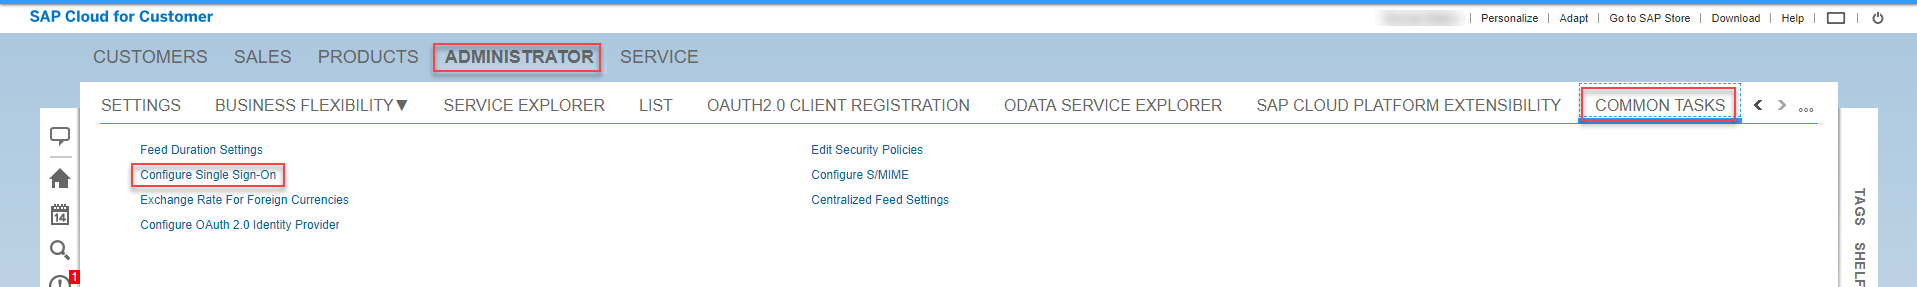 SAP Cloud for Customer
Personalize | Adapt | Go to SAP Store | Download | Help
CUSTOMERS SALES PRODUCTS ADMINISTRATOR SERVICE
SETTINGS BUSINESS FLEXIBILITY▼ SERVICE EXPLORER LIST OAUTH2.0 CLIENT REGISTRATION ODATA SERVICE EXPLORER SAP CLOUD PLATFORM EXTENSIBILITY COMMON TASKS
Feed Duration Settings
Configure Single Sign-On
Exchange Rate For Foreign Currencies
Configure OAuth 2.0 Identity Provider
Edit Security Policies
Configure S/MIME
Centralized Feed Settings
14
1
TAGS
SHELF